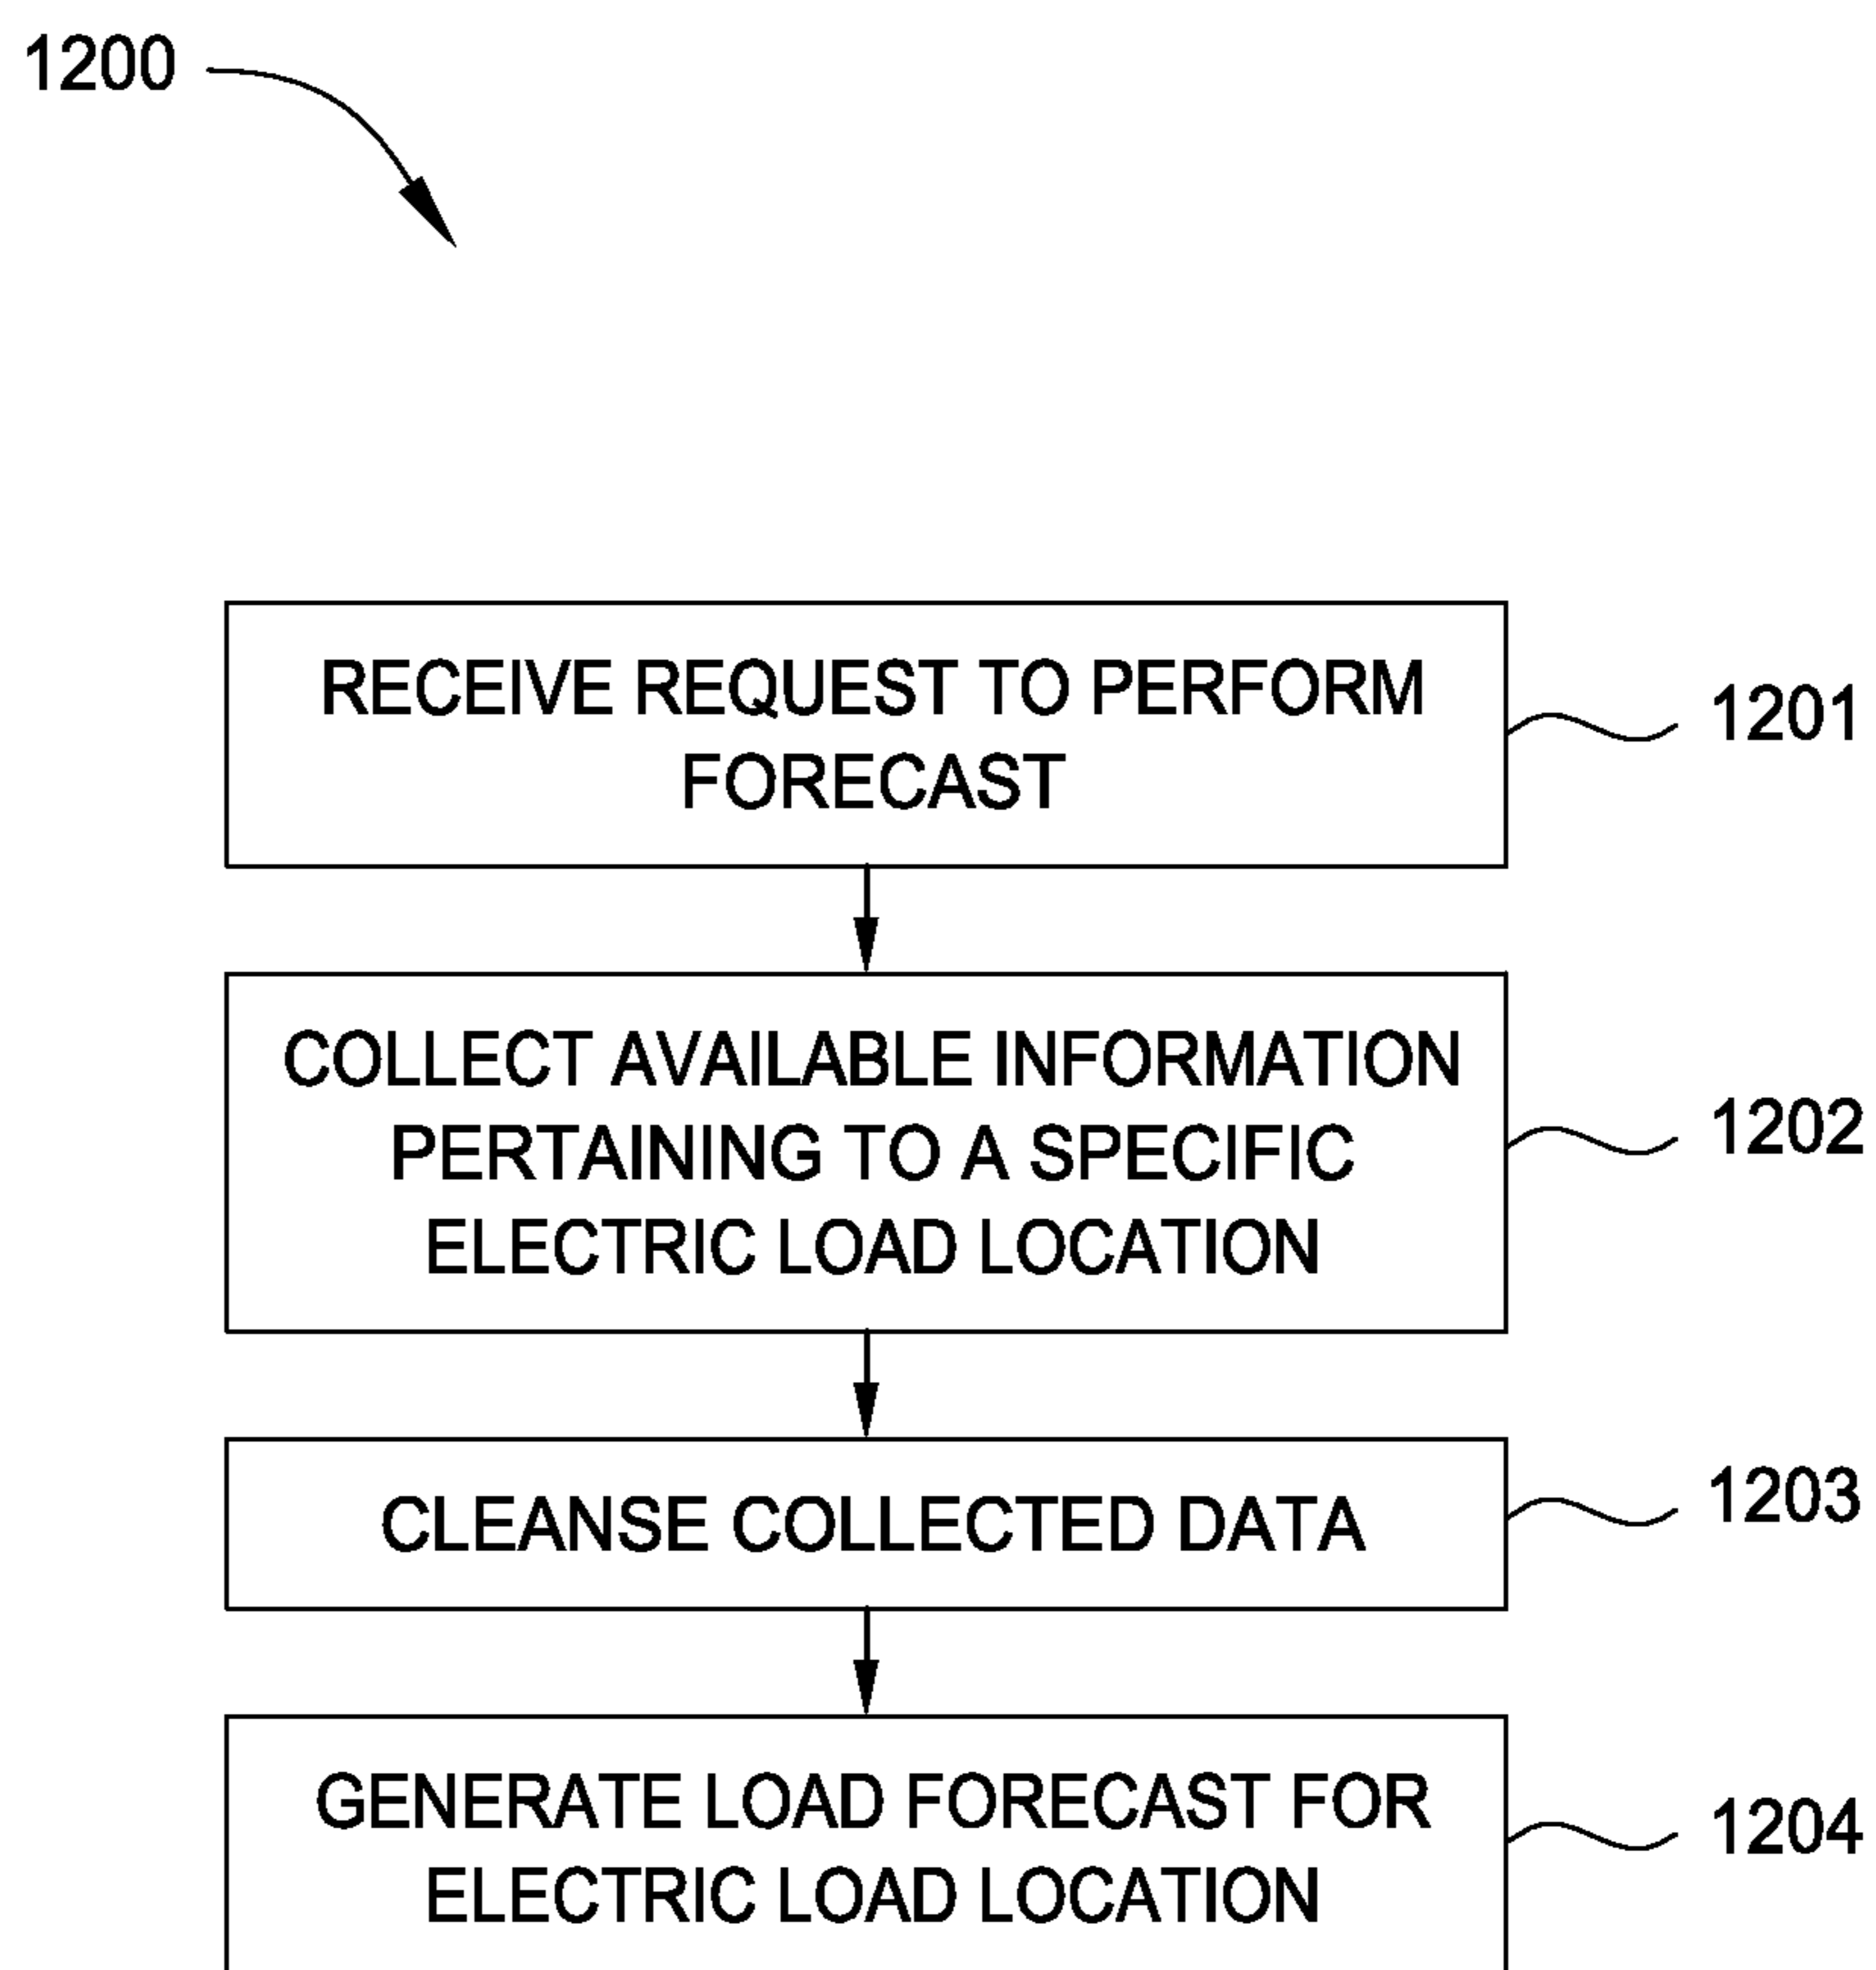 1200
RECEIVE REQUEST TO PERFORM
FORECAST
1201
COLLECT AVAILABLE INFORMATION
PERTAINING TO A SPECIFIC
ELECTRIC LOAD LOCATION
1202
CLEANSE COLLECTED DATA
1203
GENERATE LOAD FORECAST FOR
ELECTRIC LOAD LOCATION
1204